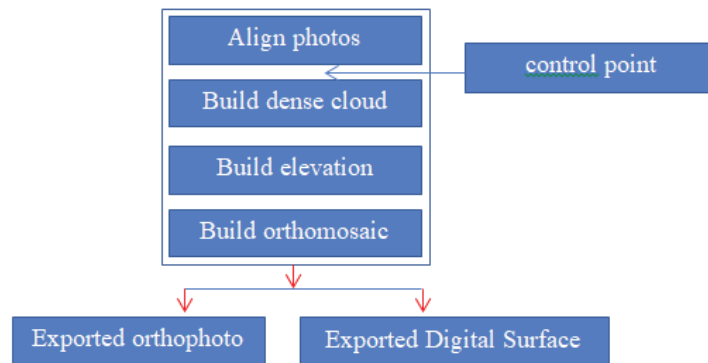 Align photos
control point
Build dense cloud
Build elevation
Build orthomosaic
Exported orthophoto
Exported Digital Surface